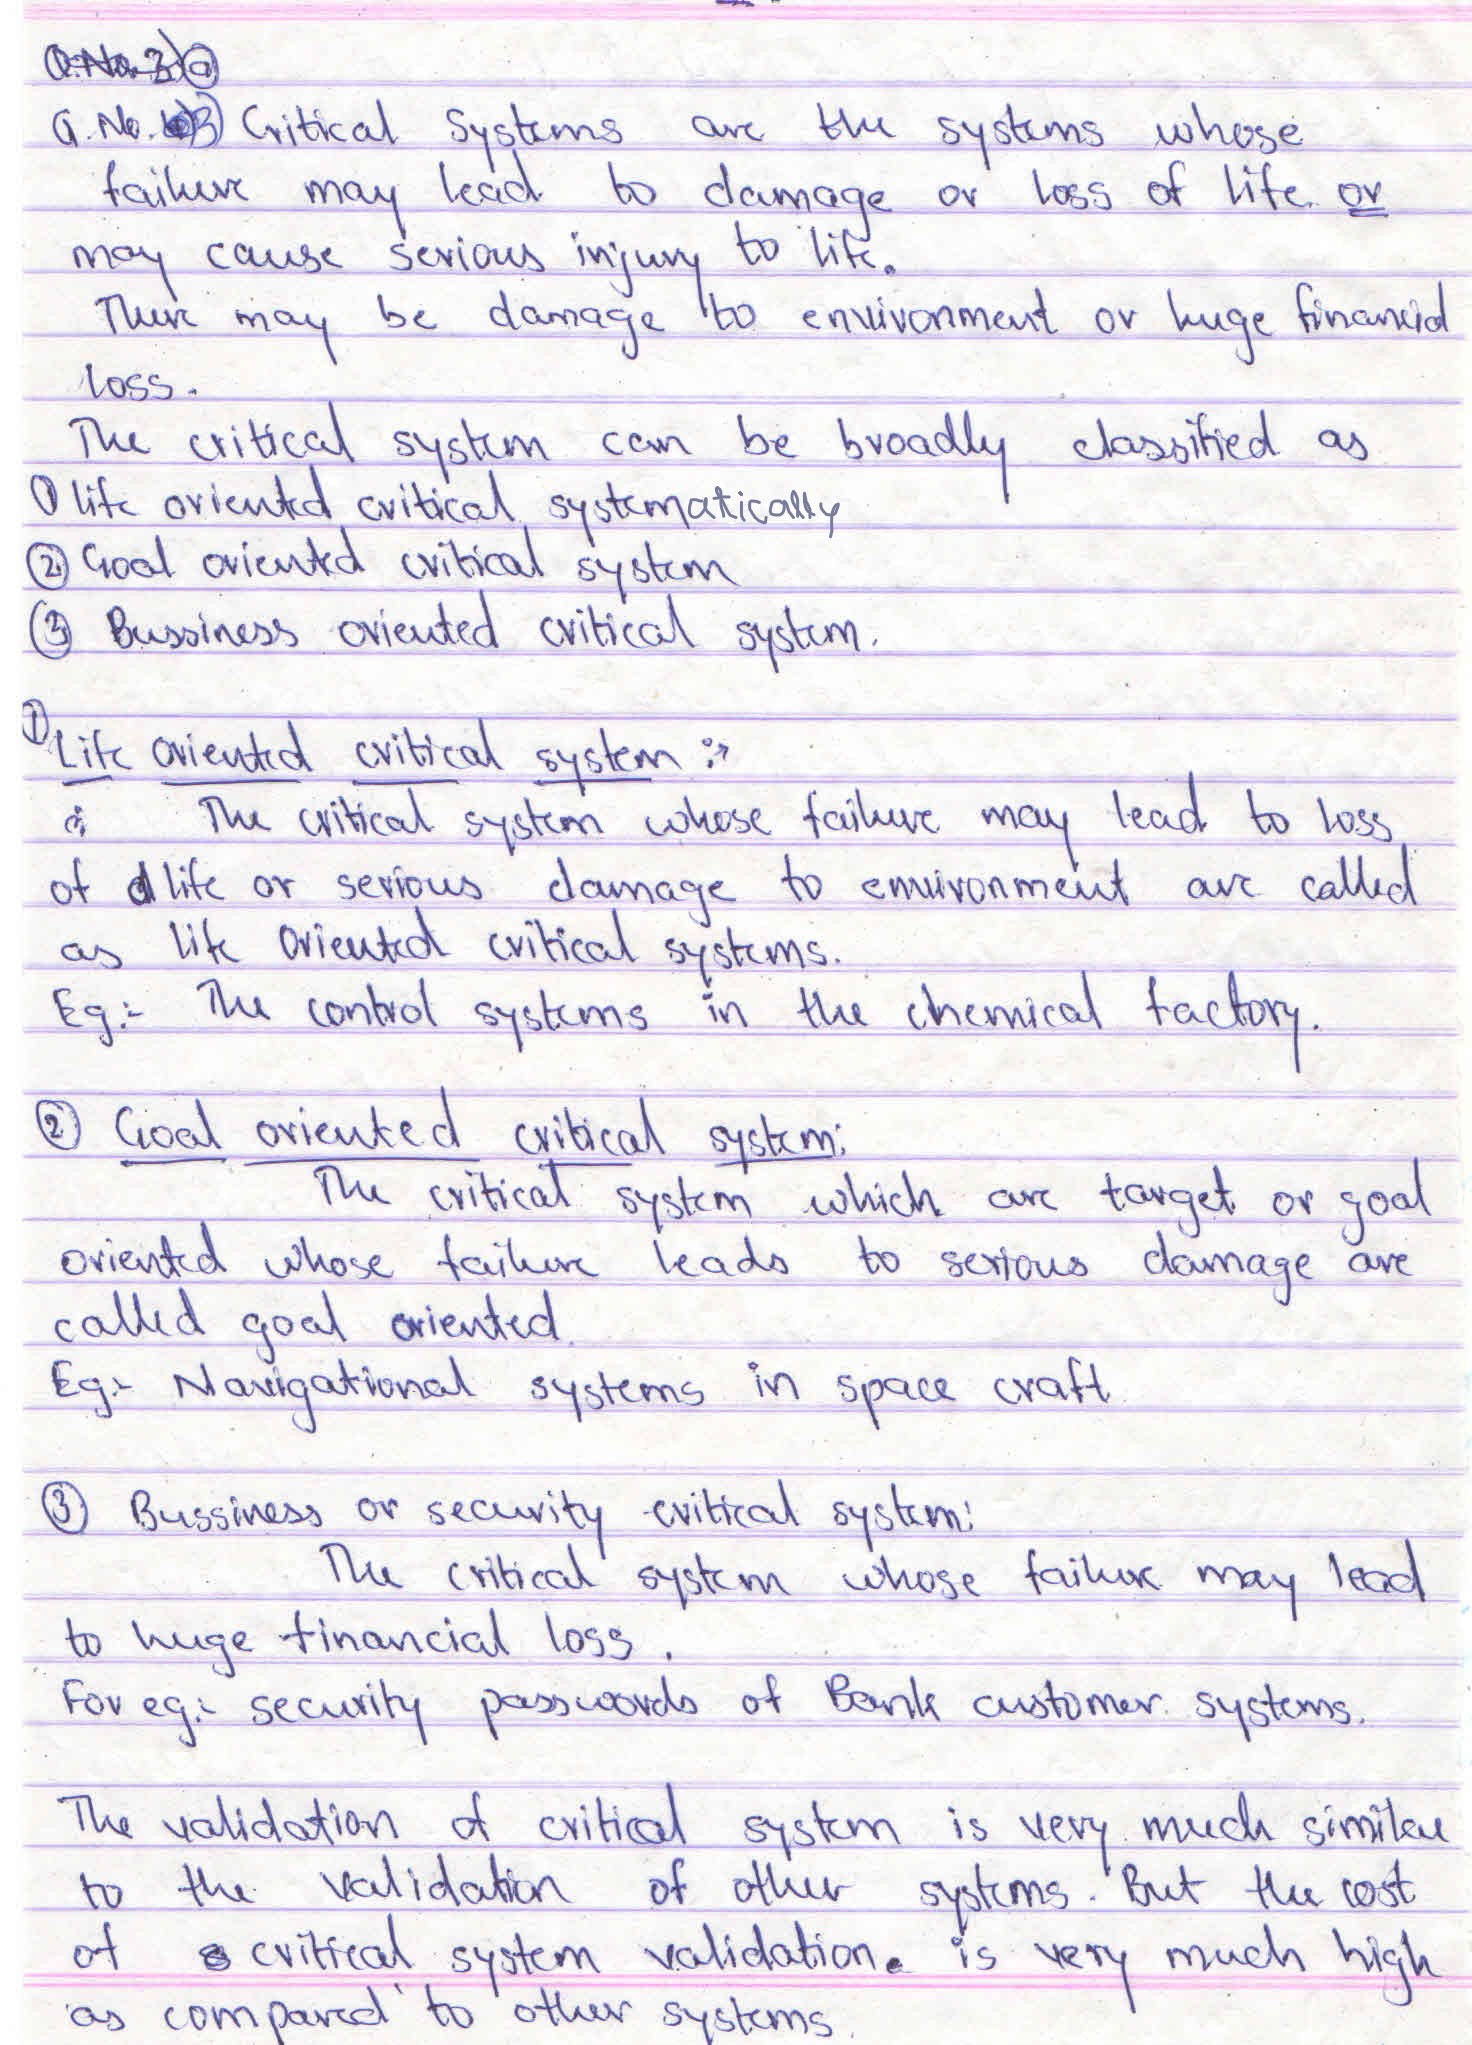 Q.No. 3) a
Q.No. 3) Critical Systems are the systems whose
failure may lead to damage or loss of life or
may cause serious injury to life.
There may be damage to environment or huge financial
loss.
The critical system can be broadly classified as
① life oriented critical systematically
② Goal oriented critical system
③ Bussiness oriented critical system.
① Life oriented critical system :→
The critical system whose failure may lead to loss
of life or serious damage to environment are called
as life oriented critical systems.
Eg:- The control systems in the chemical factory.
② Goal oriented critical system:
The critical system which are target or goal
oriented whose failure leads to serious damage are
called goal oriented.
Eg:- Navigational systems in space craft
③ Bussiness or security critical system:
The critical system whose failure may lead
to huge financial loss.
For eg:- security passwords of Bank customer systems.
The validation of critical system is very much similar
to the validation of other systems. But the cost
of critical system validation. is very much high
as compared to other systems.